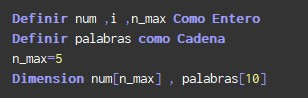 Definir num ,i ,n_max Como Entero
Definir palabras como Cadena
n_max=5
Dimension num[n_max] , palabras[10]